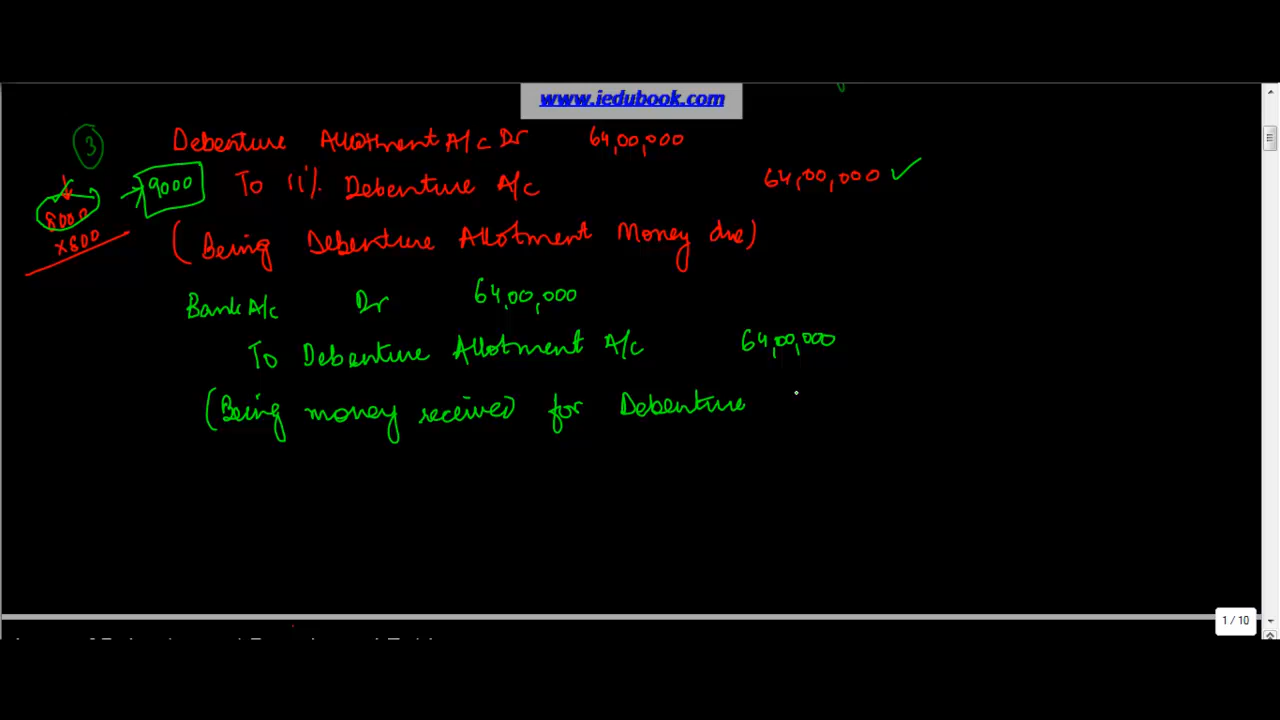 www.iedubook.com
3 Debenture Allotment A/c Dr 64,00,000
8000 → 9000 To 11% Debenture A/c 64,00,000 ✓
x800
(Being Debenture Allotment Money due)
Bank A/c Dr 64,00,000
To Debenture Allotment A/c 64,00,000
(Being money received for Debenture
1 / 10